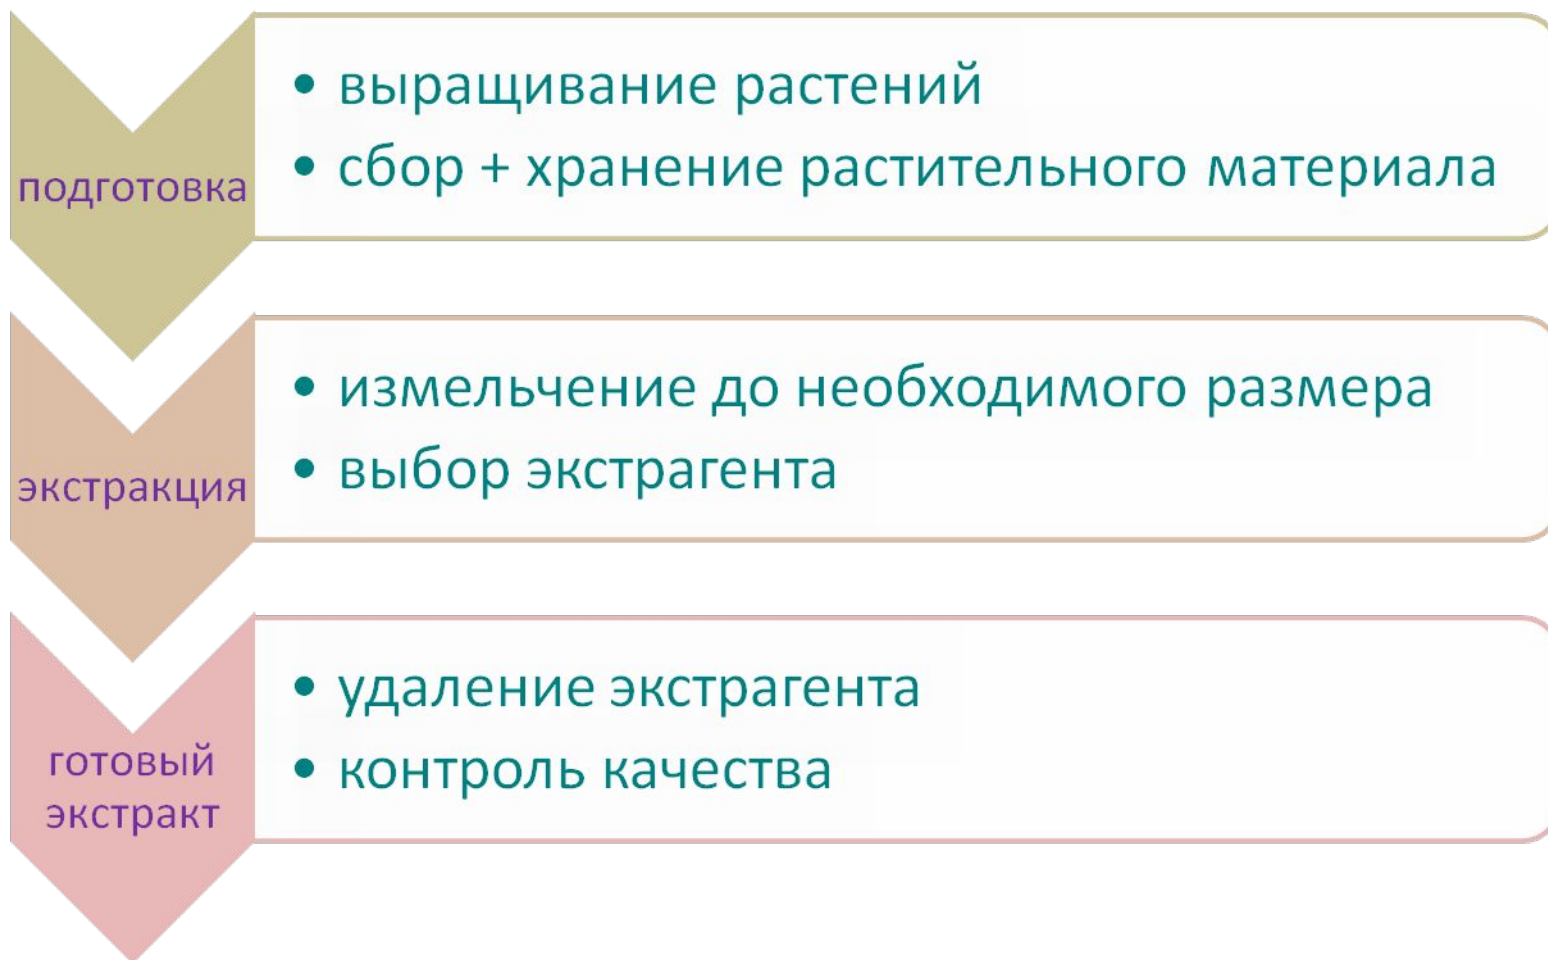 подготовка
• выращивание растений
• сбор + хранение растительного материала
экстракция
• измельчение до необходимого размера
• выбор экстрагента
готовый
экстракт
• удаление экстрагента
• контроль качества